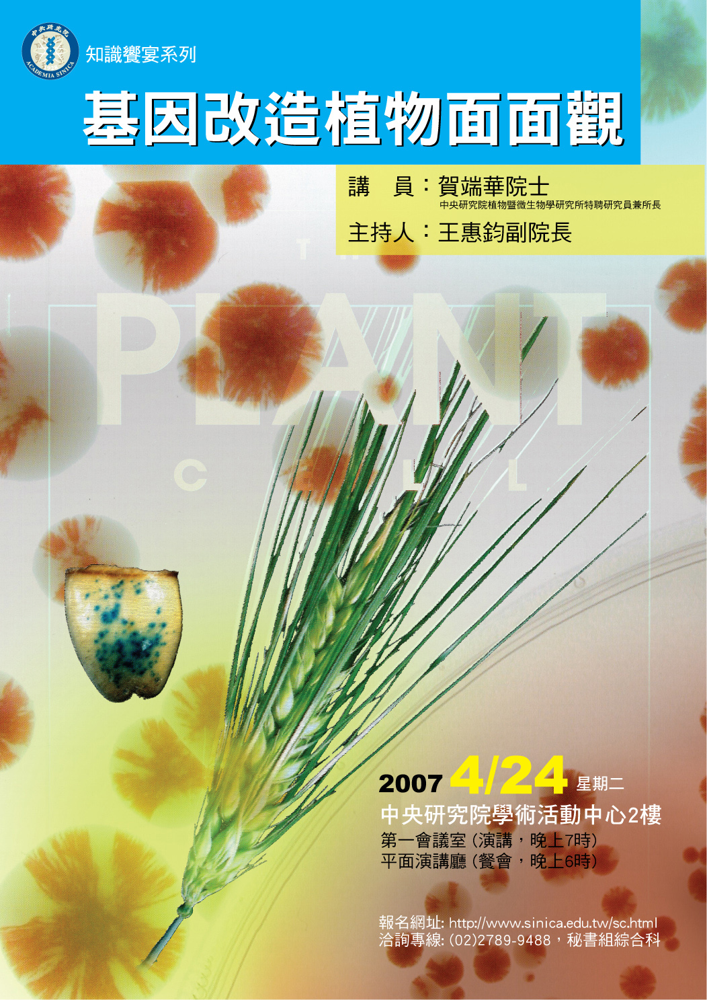 中央研究院
ACADEMIA SINICA
知識饗宴系列
基因改造植物面面觀
講　員：賀端華院士
中央研究院植物暨微生物學研究所特聘研究員兼所長
主持人：王惠鈞副院長
TH
PLANT
CELL
2007 4/24 星期二
中央研究院學術活動中心2樓
第一會議室 (演講，晚上7時)
平面演講廳 (餐會，晚上6時)
報名網址: http://www.sinica.edu.tw/sc.html
洽詢專線: (02)2789-9488，秘書組綜合科